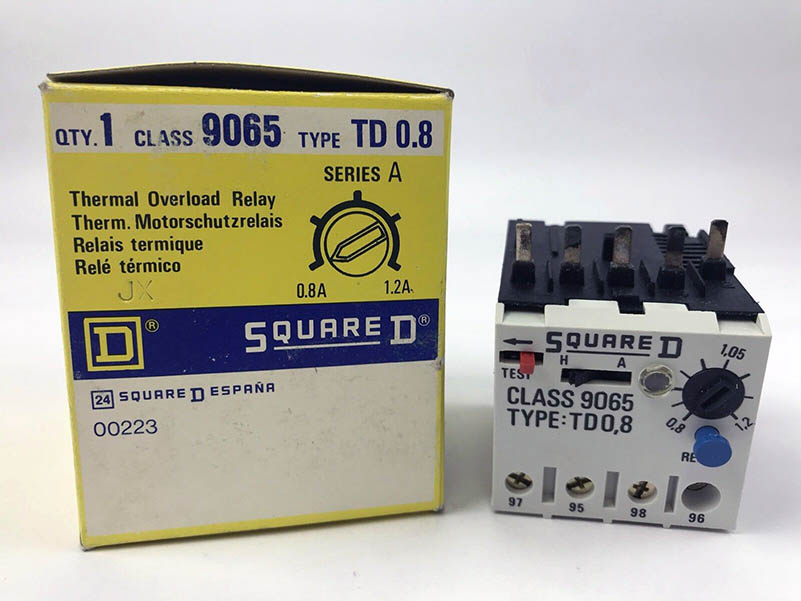 QTY. 1 CLASS 9065 TYPE TD 0.8
SERIES A
Thermal Overload Relay
Therm. Motorschutzrelais
Relais termique
Relé térmico
JX
0.8A 1.2A
D® SQUARE D®
24 SQUARE D ESPAÑA
00223
SQUARE D
TEST H A
1,05
0,8 1,2
CLASS 9065
TYPE: TD0,8
97 95 98 96